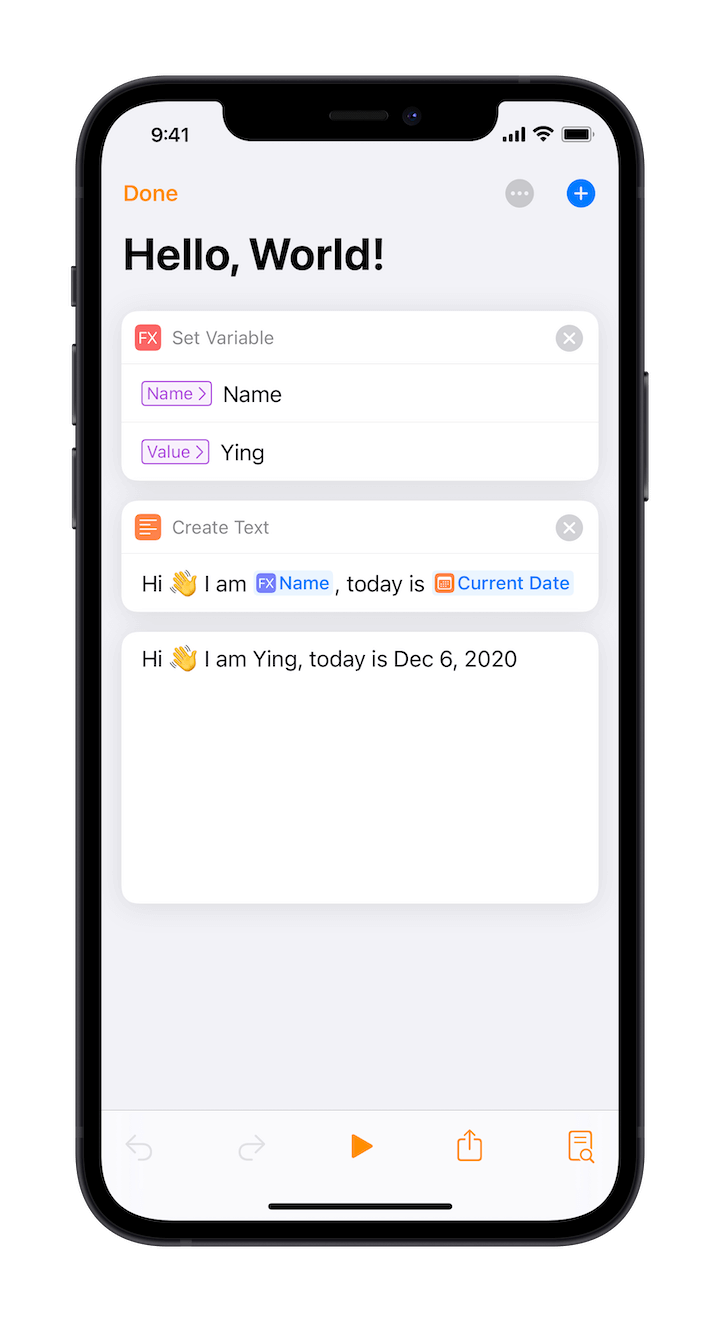 9:41
Done
Hello, World!
FX Set Variable
Name > Name
Value > Ying
Create Text
Hi 👋 I am FX Name , today is Current Date
Hi 👋 I am Ying, today is Dec 6, 2020